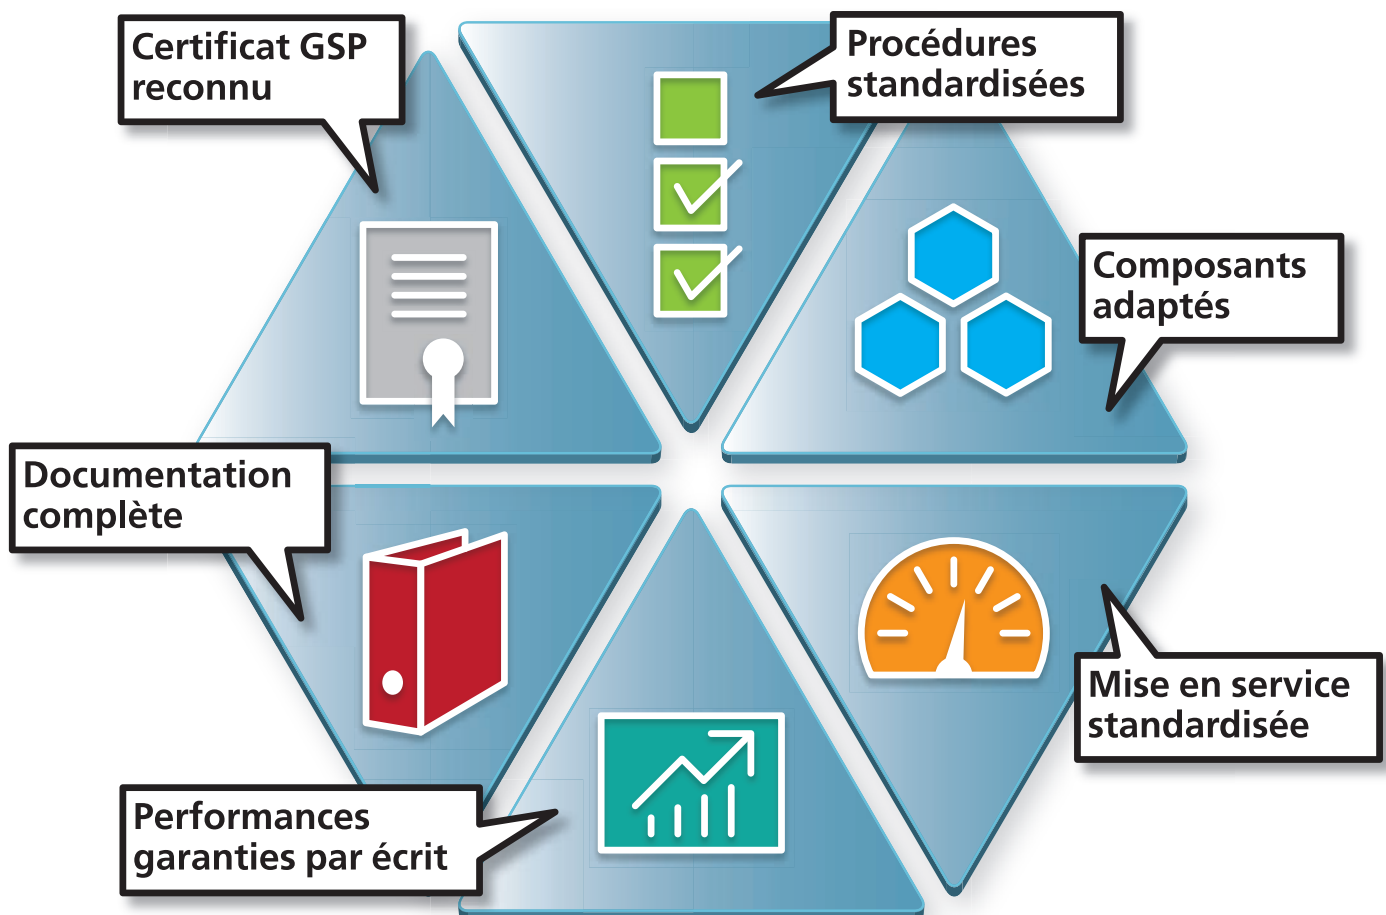 Certificat GSP
reconnu
Procédures
standardisées
Composants
adaptés
Documentation
complète
Mise en service
standardisée
Performances
garanties par écrit